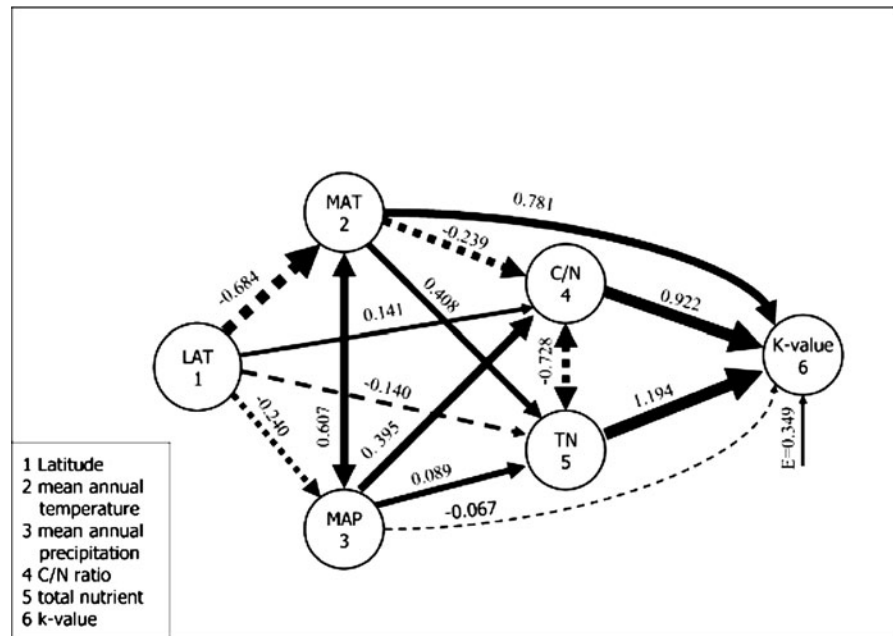 0.781
MAT
2
-0.239
C/N
4
-0.684
0.408
0.922
0.141
K-value
6
LAT
1
-0.728
-0.140
1.194
-0.240
0.607
0.395
TN
5
E=0.349
0.089
-0.067
MAP
3
1 Latitude
2 mean annual
temperature
3 mean annual
precipitation
4 C/N ratio
5 total nutrient
6 k-value